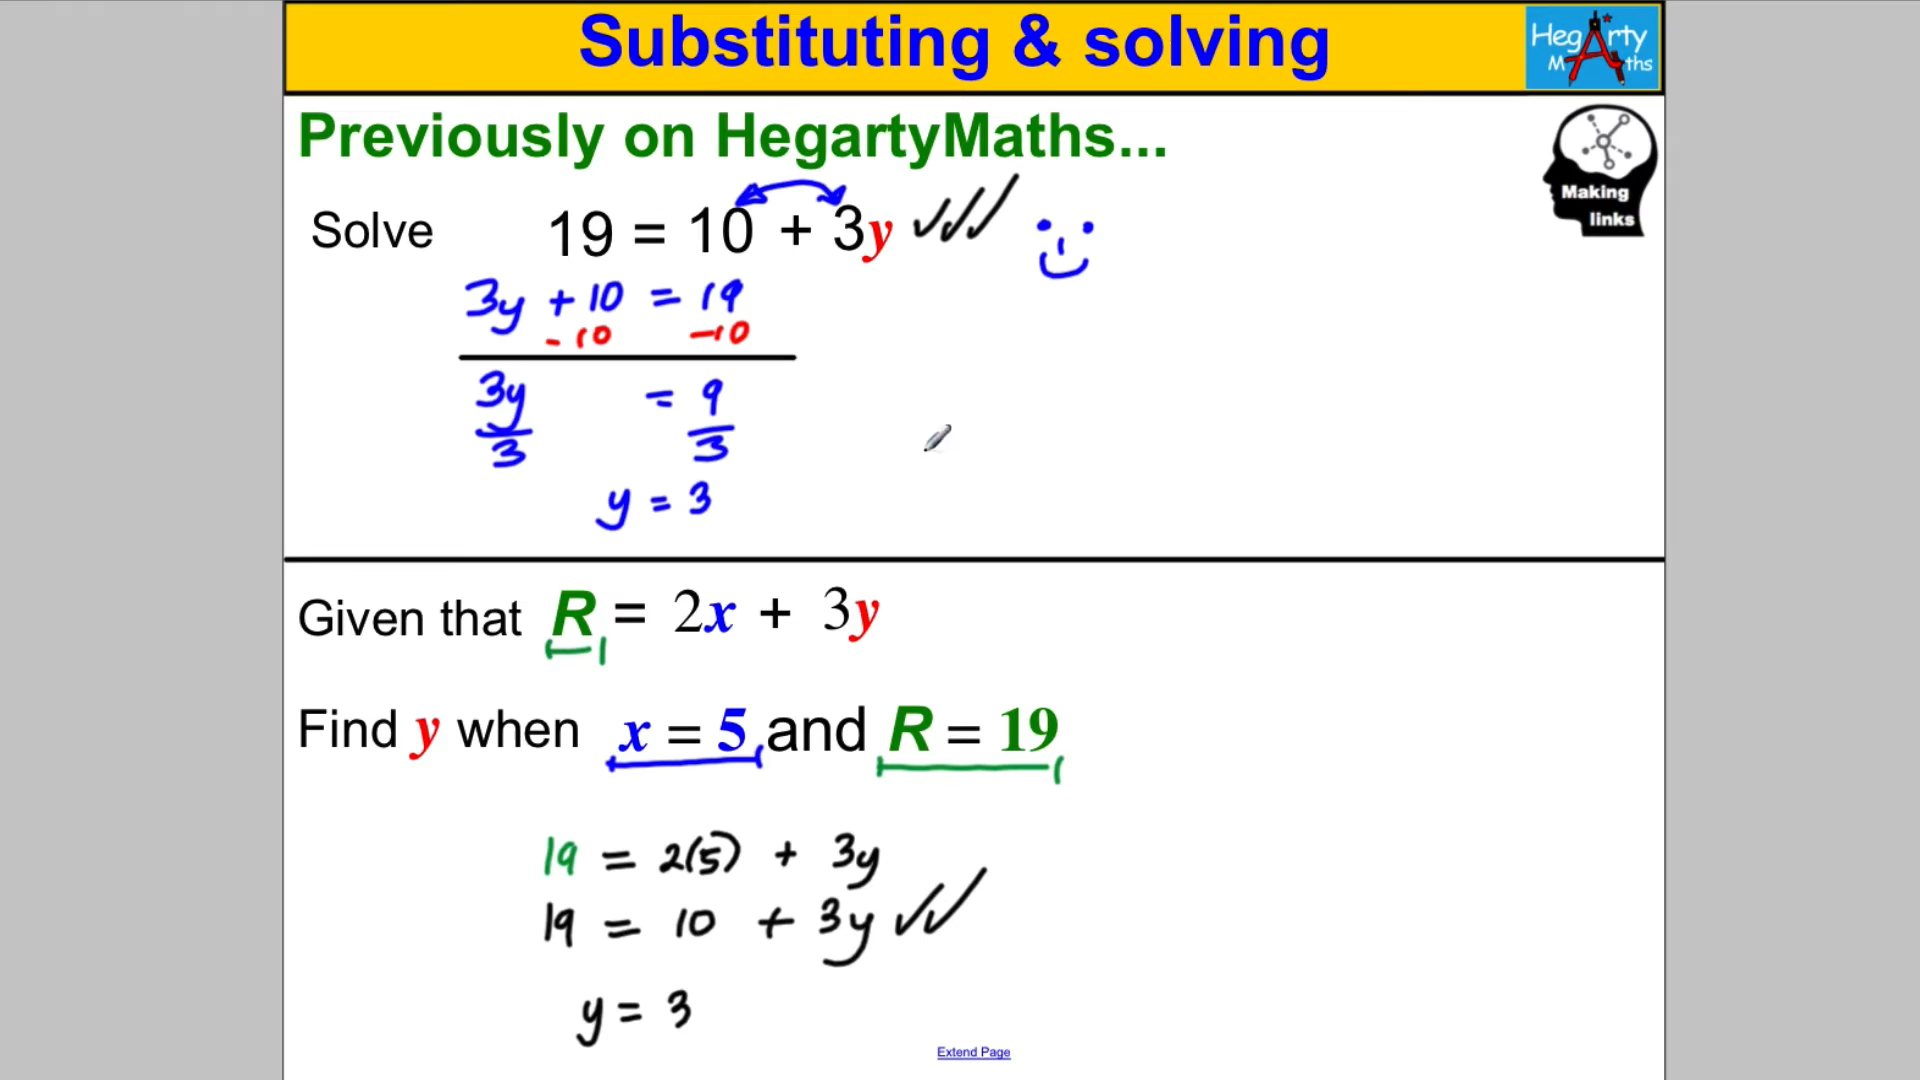 Substituting & solving
HegArty
Maths
Previously on HegartyMaths...
Making
links
Solve 19 = 10 + 3y
3y + 10 = 19
-10 -10
3y = 9
3 3
y = 3
Given that R = 2x + 3y
Find y when x = 5 and R = 19
19 = 2(5) + 3y
19 = 10 + 3y
y = 3
Extend Page